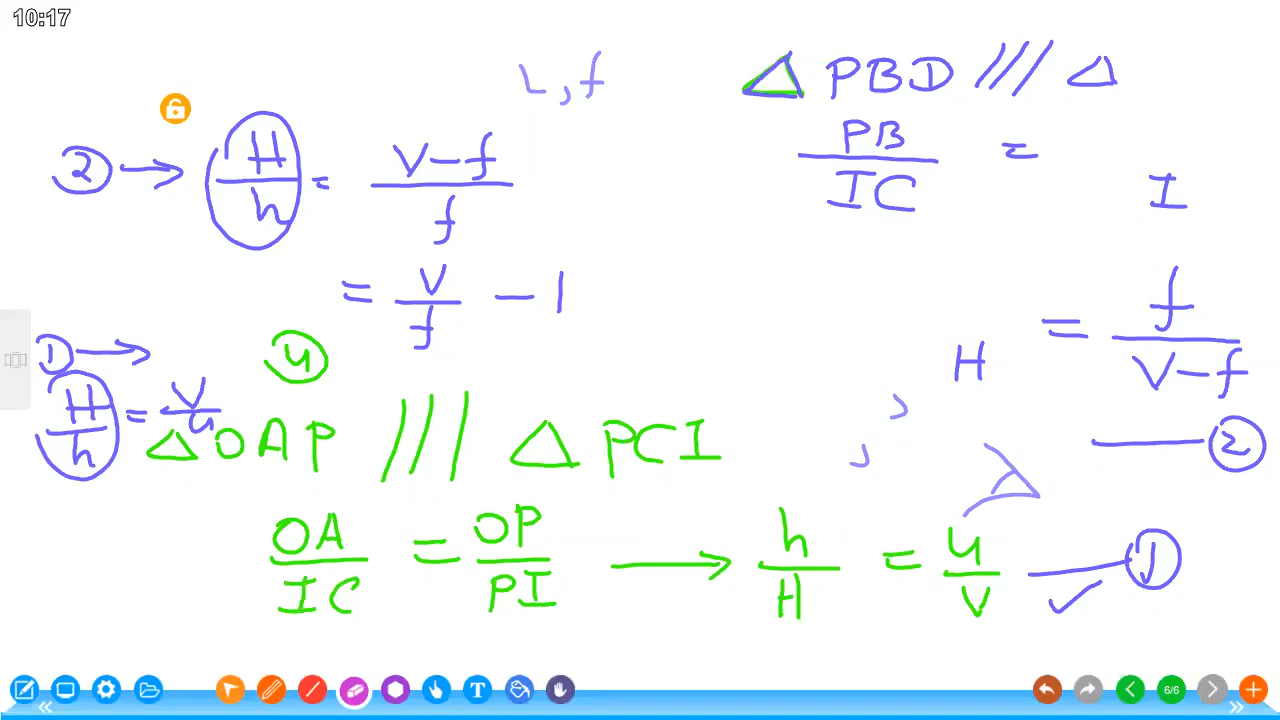 10:17
L, f
△ PBD /// △
PB / IC =
I
② → H/h = (V-f)/f
= V/f - 1
= f/(V-f)
H
②
① →
H/h = V/u
④
△OAP /// △PCI
OA/IC = OP/PI → h/H = u/V ①✓
T
6/6